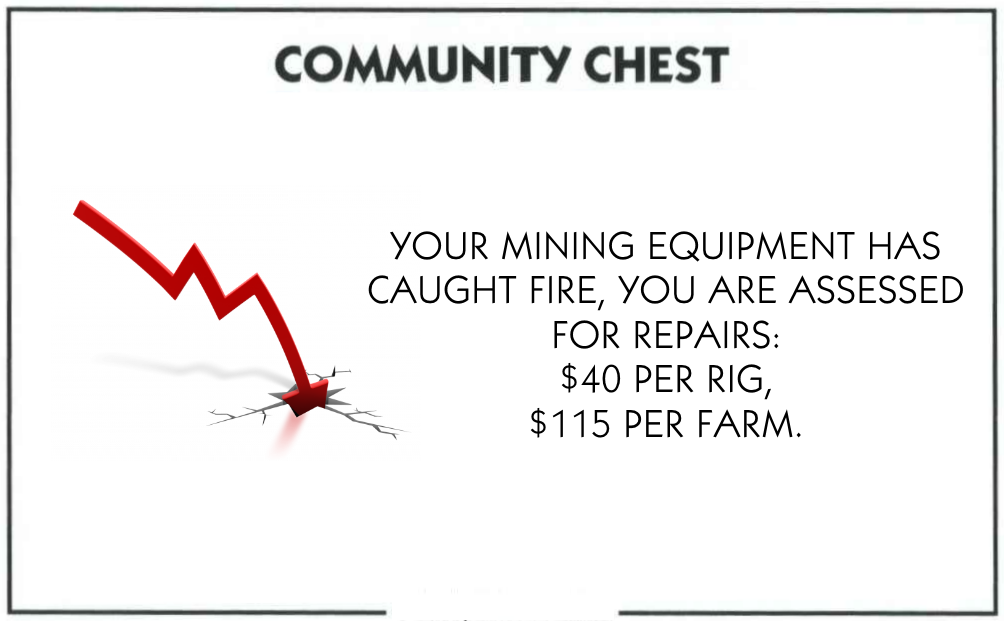 COMMUNITY CHEST
YOUR MINING EQUIPMENT HAS
CAUGHT FIRE, YOU ARE ASSESSED
FOR REPAIRS:
$40 PER RIG,
$115 PER FARM.